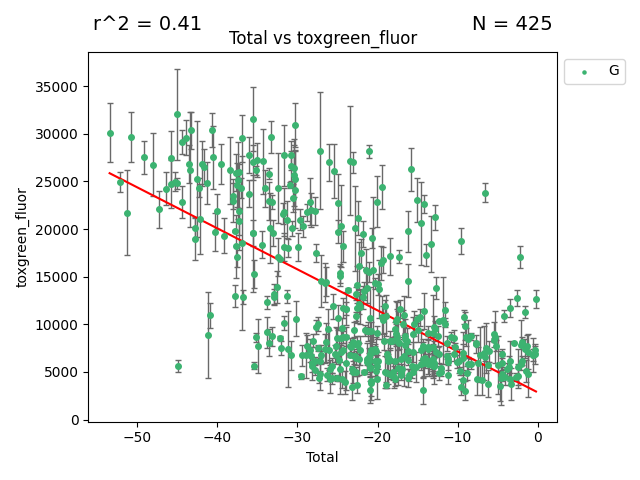 r^2 = 0.41
N = 425
Total vs toxgreen_fluor
G
35000
30000
25000
20000
15000
10000
5000
0
toxgreen_fluor
−50 −40 −30 −20 −10 0
Total